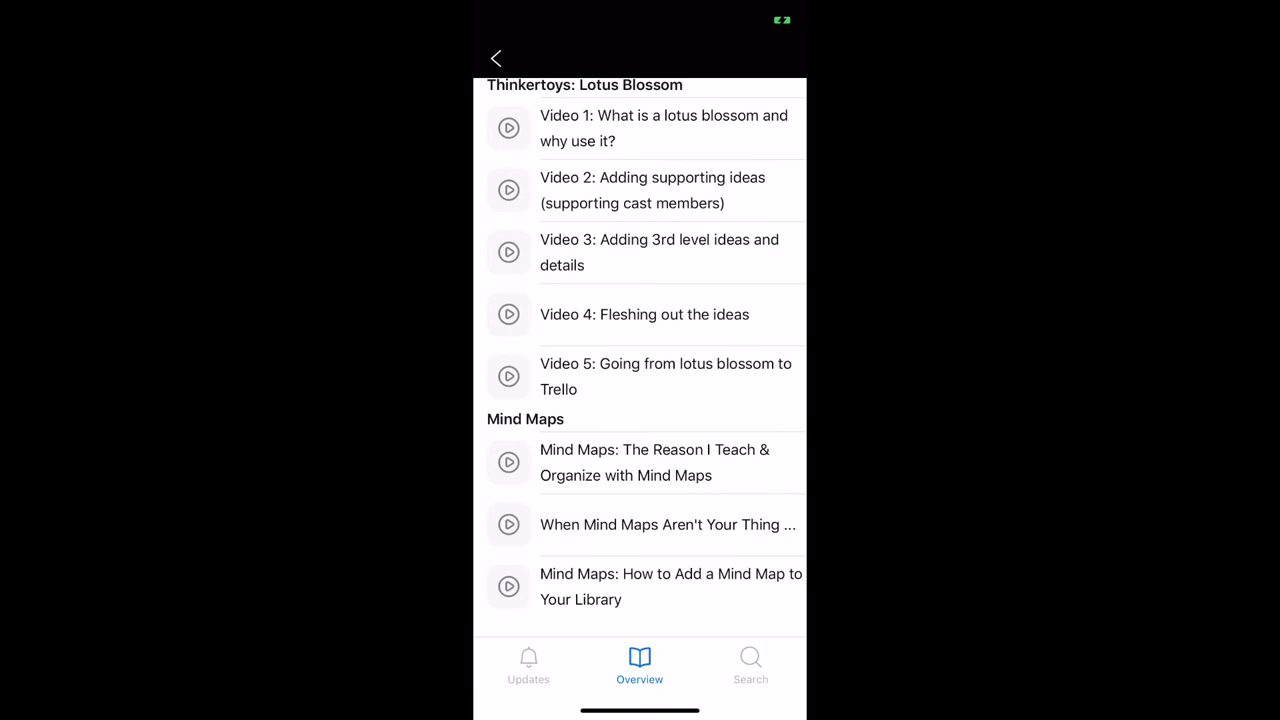 Thinkertoys: Lotus Blossom
Video 1: What is a lotus blossom and
why use it?
Video 2: Adding supporting ideas
(supporting cast members)
Video 3: Adding 3rd level ideas and
details
Video 4: Fleshing out the ideas
Video 5: Going from lotus blossom to
Trello
Mind Maps
Mind Maps: The Reason I Teach &
Organize with Mind Maps
When Mind Maps Aren't Your Thing ...
Mind Maps: How to Add a Mind Map to
Your Library
Updates
Overview
Search